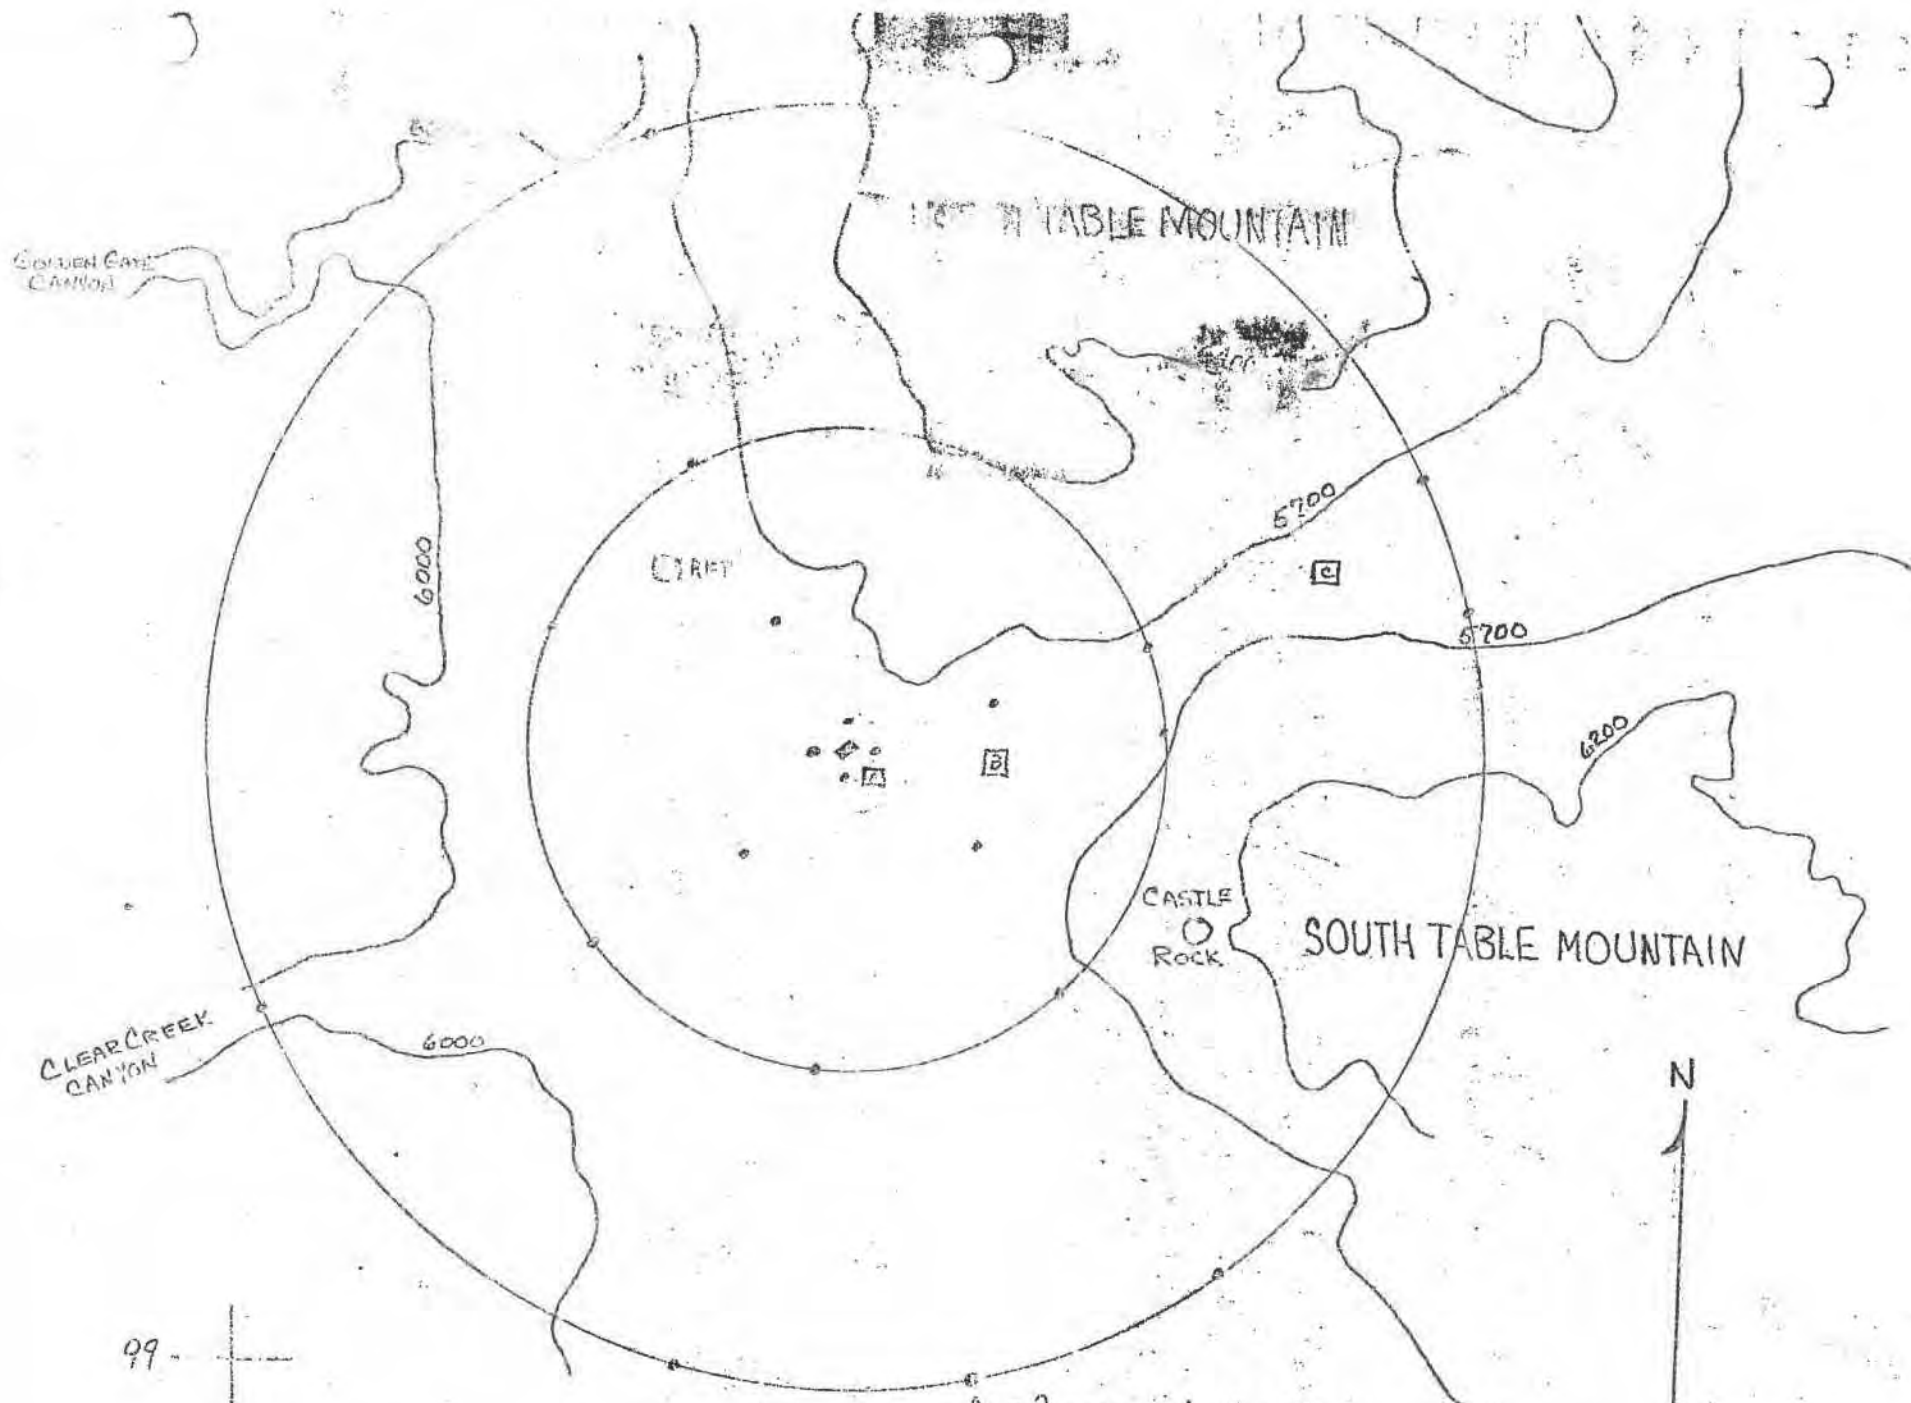 TABLE MOUNTAIN
GOLDEN GATE
CANYON
5700
C
6000
5700
6200
B
CASTLE
ROCK
SOUTH TABLE MOUNTAIN
CLEAR CREEK
CANYON
6000
N
99